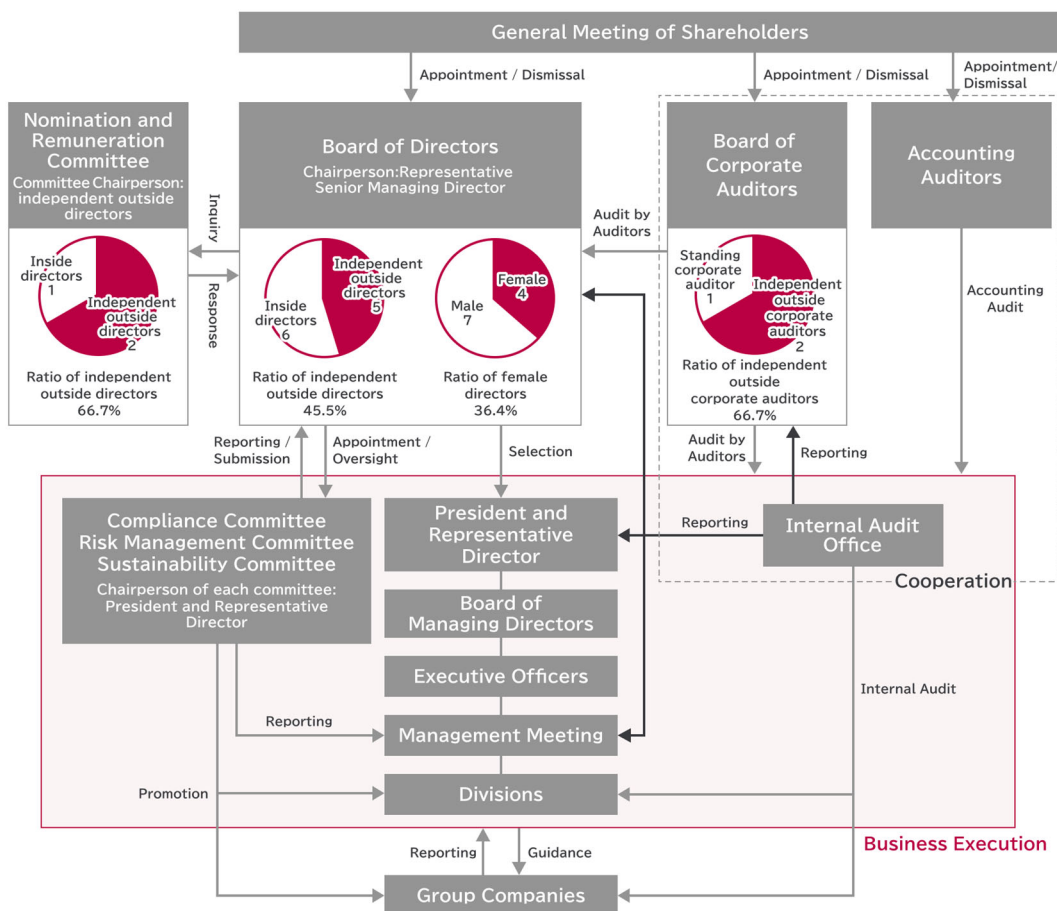 General Meeting of Shareholders
Appointment / Dismissal
Appointment / Dismissal
Appointment/
Dismissal
Nomination and
Remuneration
Committee
Committee Chairperson:
independent outside
directors
Board of Directors
Chairperson:Representative
Senior Managing Director
Board of
Corporate
Auditors
Accounting
Auditors
Inquiry
Response
Audit by
Auditors
Accounting
Audit
Inside
directors
1
Independent
outside
directors
2
Ratio of independent
outside directors
66.7%
Independent
outside
directors
5
Inside
directors
6
Ratio of independent
outside directors
45.5%
Female
4
Male
7
Ratio of female
directors
36.4%
Standing
corporate
auditor
1
Independent
outside
corporate
auditors
2
Ratio of independent
outside
corporate auditors
66.7%
Reporting /
Submission
Appointment /
Oversight
Selection
Audit by
Auditors
Reporting
Compliance Committee
Risk Management Committee
Sustainability Committee
Chairperson of each committee:
President and Representative
Director
President and
Representative
Director
Reporting
Internal Audit
Office
Cooperation
Board of
Managing Directors
Executive Officers
Internal Audit
Reporting
Management Meeting
Promotion
Divisions
Business Execution
Reporting
Guidance
Group Companies